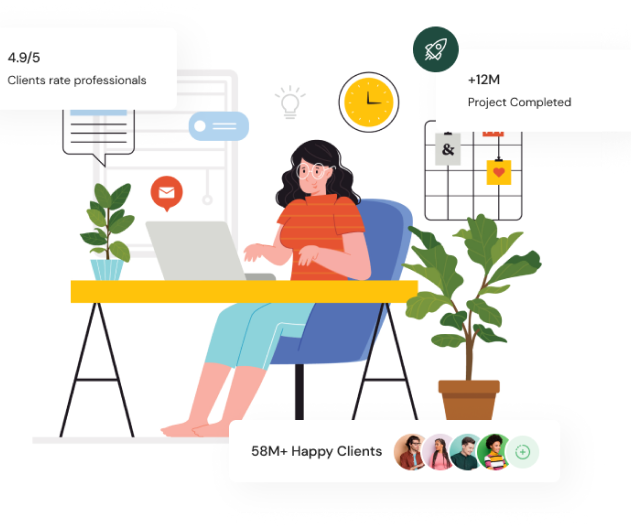 4.9/5
Clients rate professionals
+12M
Project Completed
&
58M+ Happy Clients